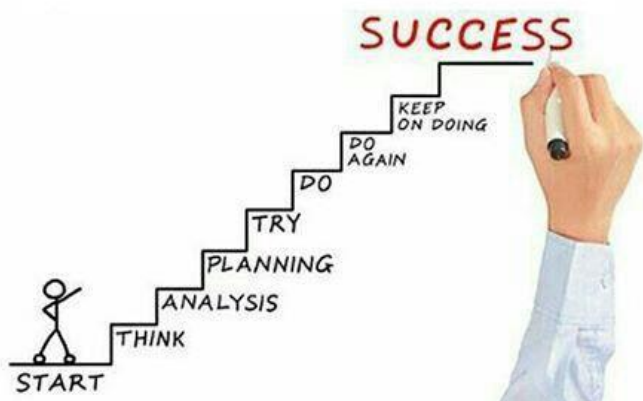 SUCCESS
KEEP
ON DOING
DO
AGAIN
DO
TRY
PLANNING
ANALYSIS
THINK
START